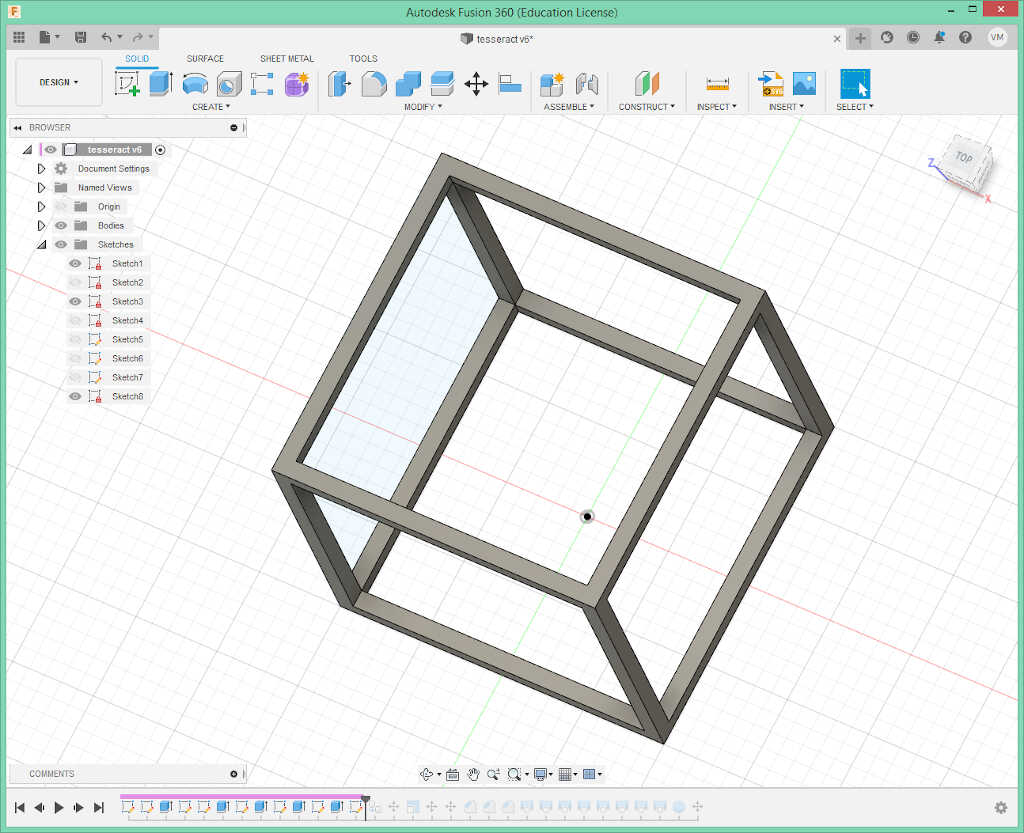 F
Autodesk Fusion 360 (Education License)
tesseract v6*
VM
DESIGN
SOLID SURFACE SHEET METAL TOOLS
CREATE MODIFY ASSEMBLE CONSTRUCT INSPECT INSERT SELECT
BROWSER
tesseract v6
Document Settings
Named Views
Origin
Bodies
Sketches
Sketch1
Sketch2
Sketch3
Sketch4
Sketch5
Sketch6
Sketch7
Sketch8
TOP
Z
X
COMMENTS